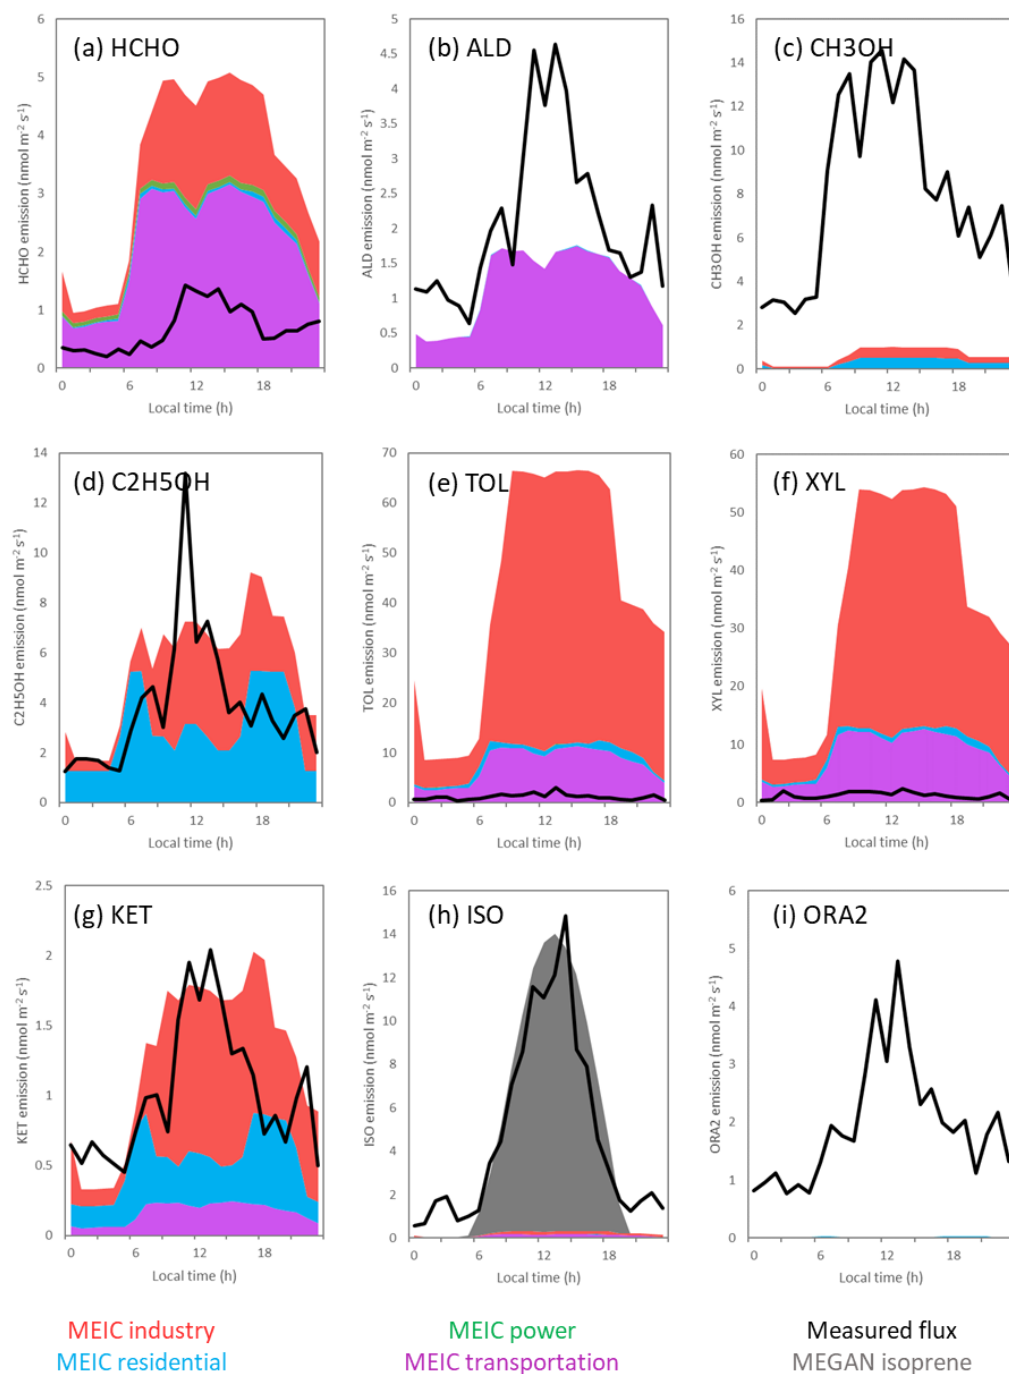 (a) HCHO
HCHO emission (nmol m⁻² s⁻¹)
6
5
4
3
2
1
0
0 6 12 18
Local time (h)
(b) ALD
ALD emission (nmol m⁻² s⁻¹)
5
4.5
4
3.5
3
2.5
2
1.5
1
0.5
0
0 6 12 18
Local time (h)
(c) CH3OH
CH3OH emission (nmol m⁻² s⁻¹)
16
14
12
10
8
6
4
2
0
0 6 12 18
Local time (h)
(d) C2H5OH
C2H5OH emission (nmol m⁻² s⁻¹)
14
12
10
8
6
4
2
0
0 6 12 18
Local time (h)
(e) TOL
TOL emission (nmol m⁻² s⁻¹)
70
60
50
40
30
20
10
0
0 6 12 18
Local time (h)
(f) XYL
XYL emission (nmol m⁻² s⁻¹)
60
50
40
30
20
10
0
0 6 12 18
Local time (h)
(g) KET
KET emission (nmol m⁻² s⁻¹)
2.5
2
1.5
1
0.5
0
0 6 12 18
Local time (h)
(h) ISO
ISO emission (nmol m⁻² s⁻¹)
16
14
12
10
8
6
4
2
0
0 6 12 18
Local time (h)
(i) ORA2
ORA2 emission (nmol m⁻² s⁻¹)
6
5
4
3
2
1
0
0 6 12 18
Local time (h)
MEIC industry MEIC power Measured flux
MEIC residential MEIC transportation MEGAN isoprene